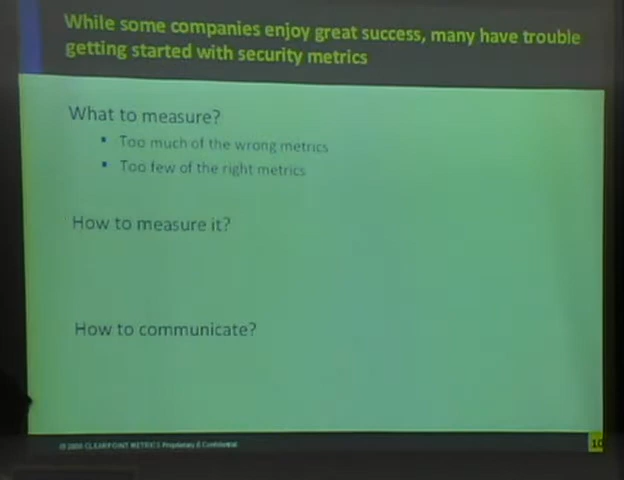 While some companies enjoy great success, many have trouble
getting started with security metrics
What to measure?
▪ Too much of the wrong metrics
▪ Too few of the right metrics
How to measure it?
How to communicate?
CLEARPOINT METRICS Proprietary & Confidential
10